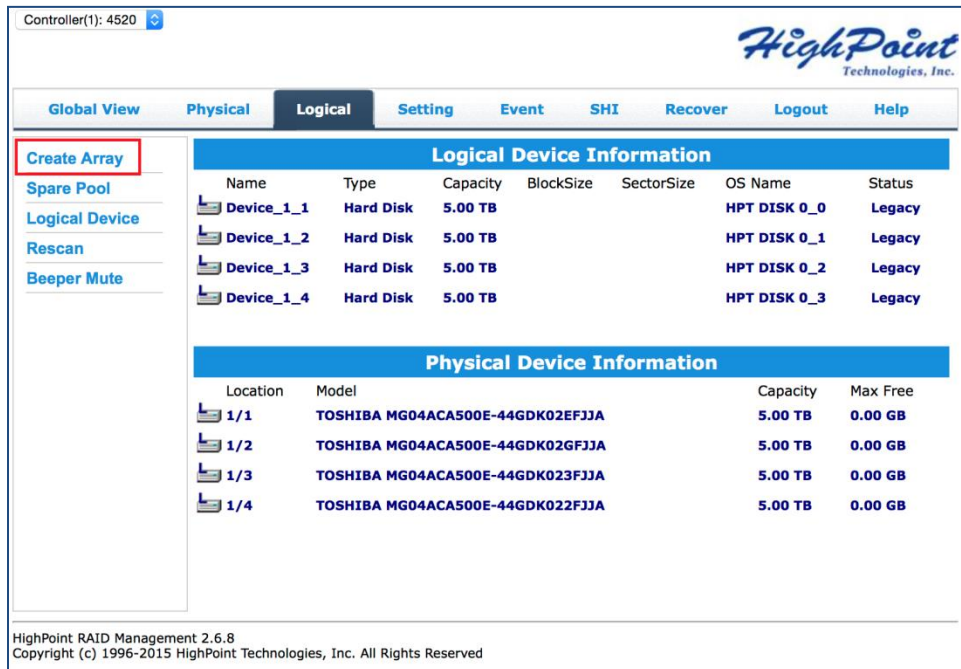 Controller(1): 4520
HighPoint
Technologies, Inc.
Global View Physical Logical Setting Event SHI Recover Logout Help
Create Array
Spare Pool
Logical Device
Rescan
Beeper Mute
Logical Device Information
Name Type Capacity BlockSize SectorSize OS Name Status
Device_1_1 Hard Disk 5.00 TB HPT DISK 0_0 Legacy
Device_1_2 Hard Disk 5.00 TB HPT DISK 0_1 Legacy
Device_1_3 Hard Disk 5.00 TB HPT DISK 0_2 Legacy
Device_1_4 Hard Disk 5.00 TB HPT DISK 0_3 Legacy
Physical Device Information
Location Model Capacity Max Free
1/1 TOSHIBA MG04ACA500E-44GDK02EFJJA 5.00 TB 0.00 GB
1/2 TOSHIBA MG04ACA500E-44GDK02GFJJA 5.00 TB 0.00 GB
1/3 TOSHIBA MG04ACA500E-44GDK023FJJA 5.00 TB 0.00 GB
1/4 TOSHIBA MG04ACA500E-44GDK022FJJA 5.00 TB 0.00 GB
HighPoint RAID Management 2.6.8
Copyright (c) 1996-2015 HighPoint Technologies, Inc. All Rights Reserved